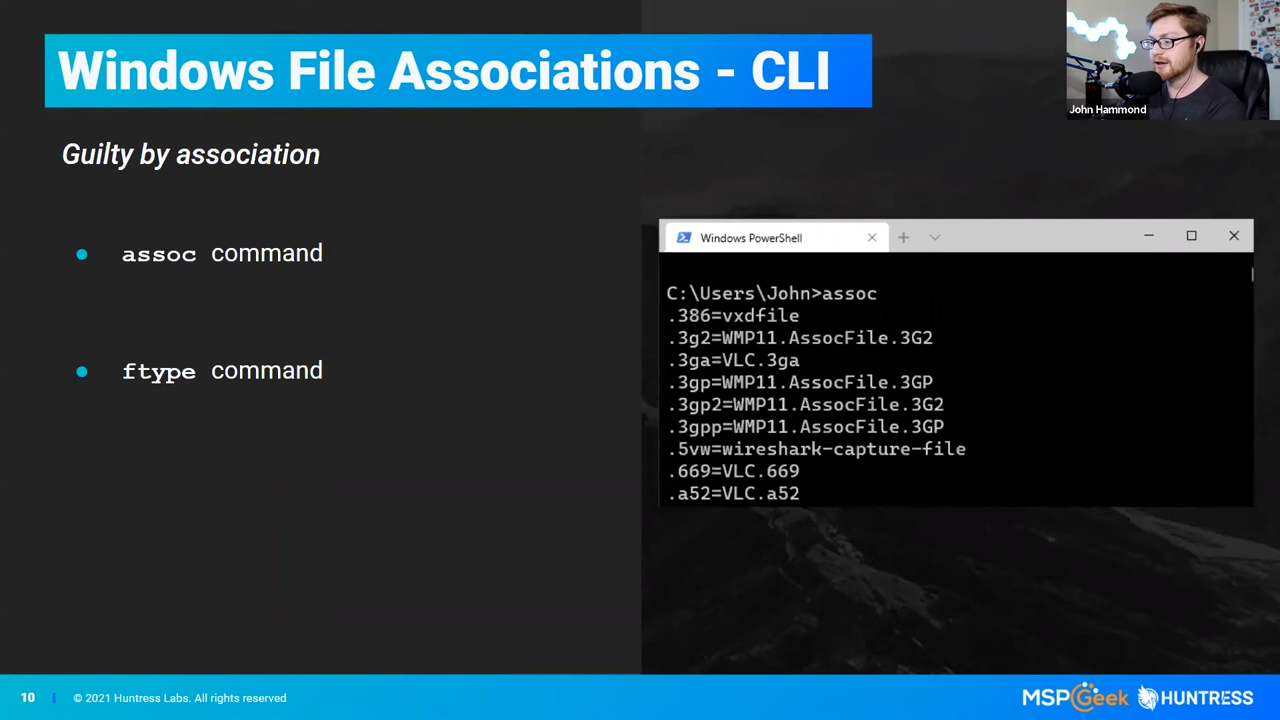 Windows File Associations - CLI
John Hammond
Guilty by association
assoc command
ftype command
Windows PowerShell
C:\Users\John>assoc
.386=vxdfile
.3g2=WMP11.AssocFile.3G2
.3ga=VLC.3ga
.3gp=WMP11.AssocFile.3GP
.3gp2=WMP11.AssocFile.3G2
.3gpp=WMP11.AssocFile.3GP
.5vw=wireshark-capture-file
.669=VLC.669
.a52=VLC.a52
10 | © 2021 Huntress Labs. All rights reserved
MSPGeek HUNTRESS